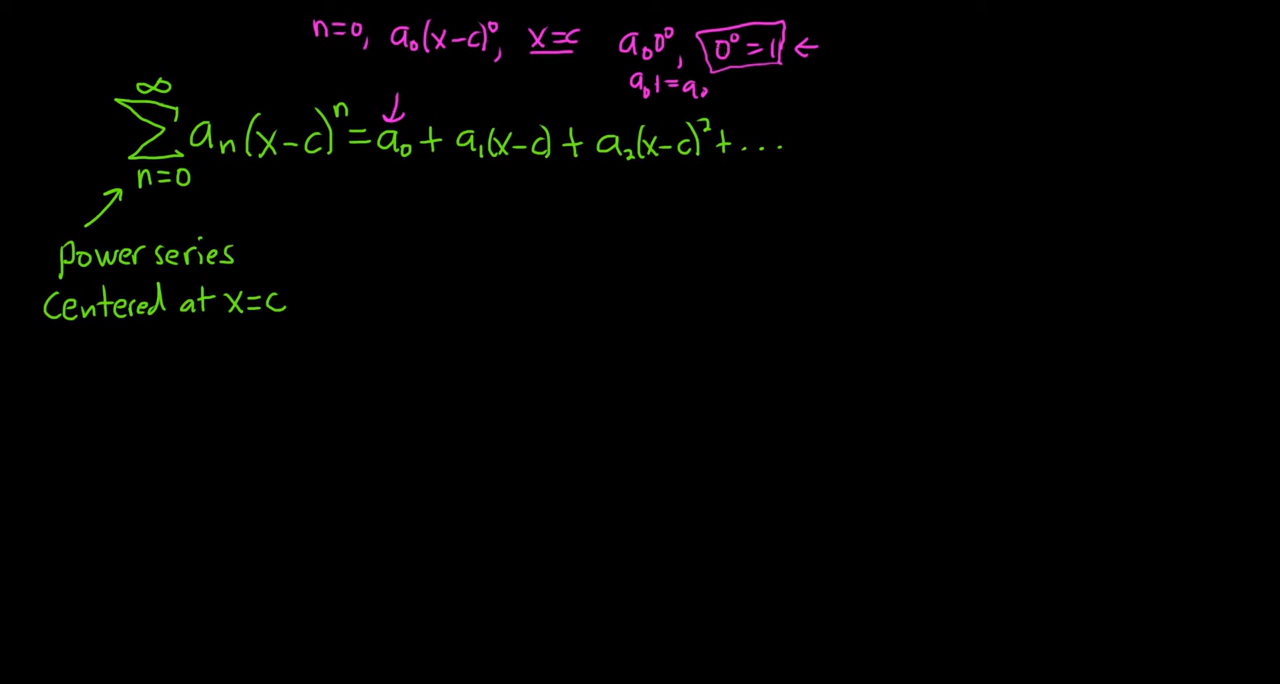 n=0, a₀(x-c)⁰, x=c a₀0⁰, 0⁰=1 ←
a₀1=a₀
∞
∑ aₙ(x-c)ⁿ = a₀ + a₁(x-c) + a₂(x-c)² + ...
n=0
power series
Centered at x=c